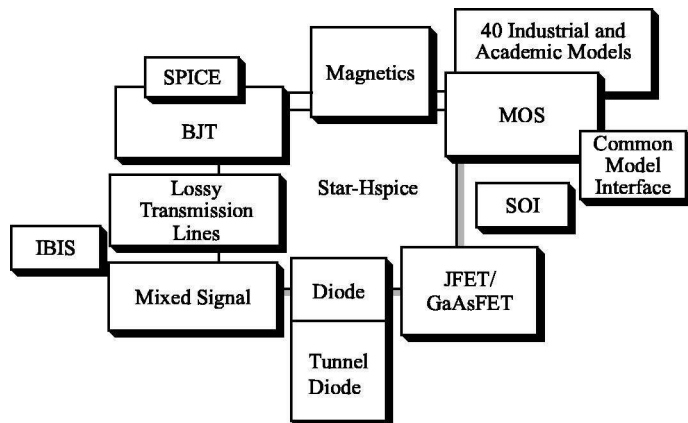 40 Industrial and
Academic Models
Magnetics
SPICE
BJT
MOS
Common
Model
Interface
Lossy
Transmission
Lines
Star-Hspice
SOI
IBIS
Mixed Signal
Diode
JFET/
GaAsFET
Tunnel
Diode